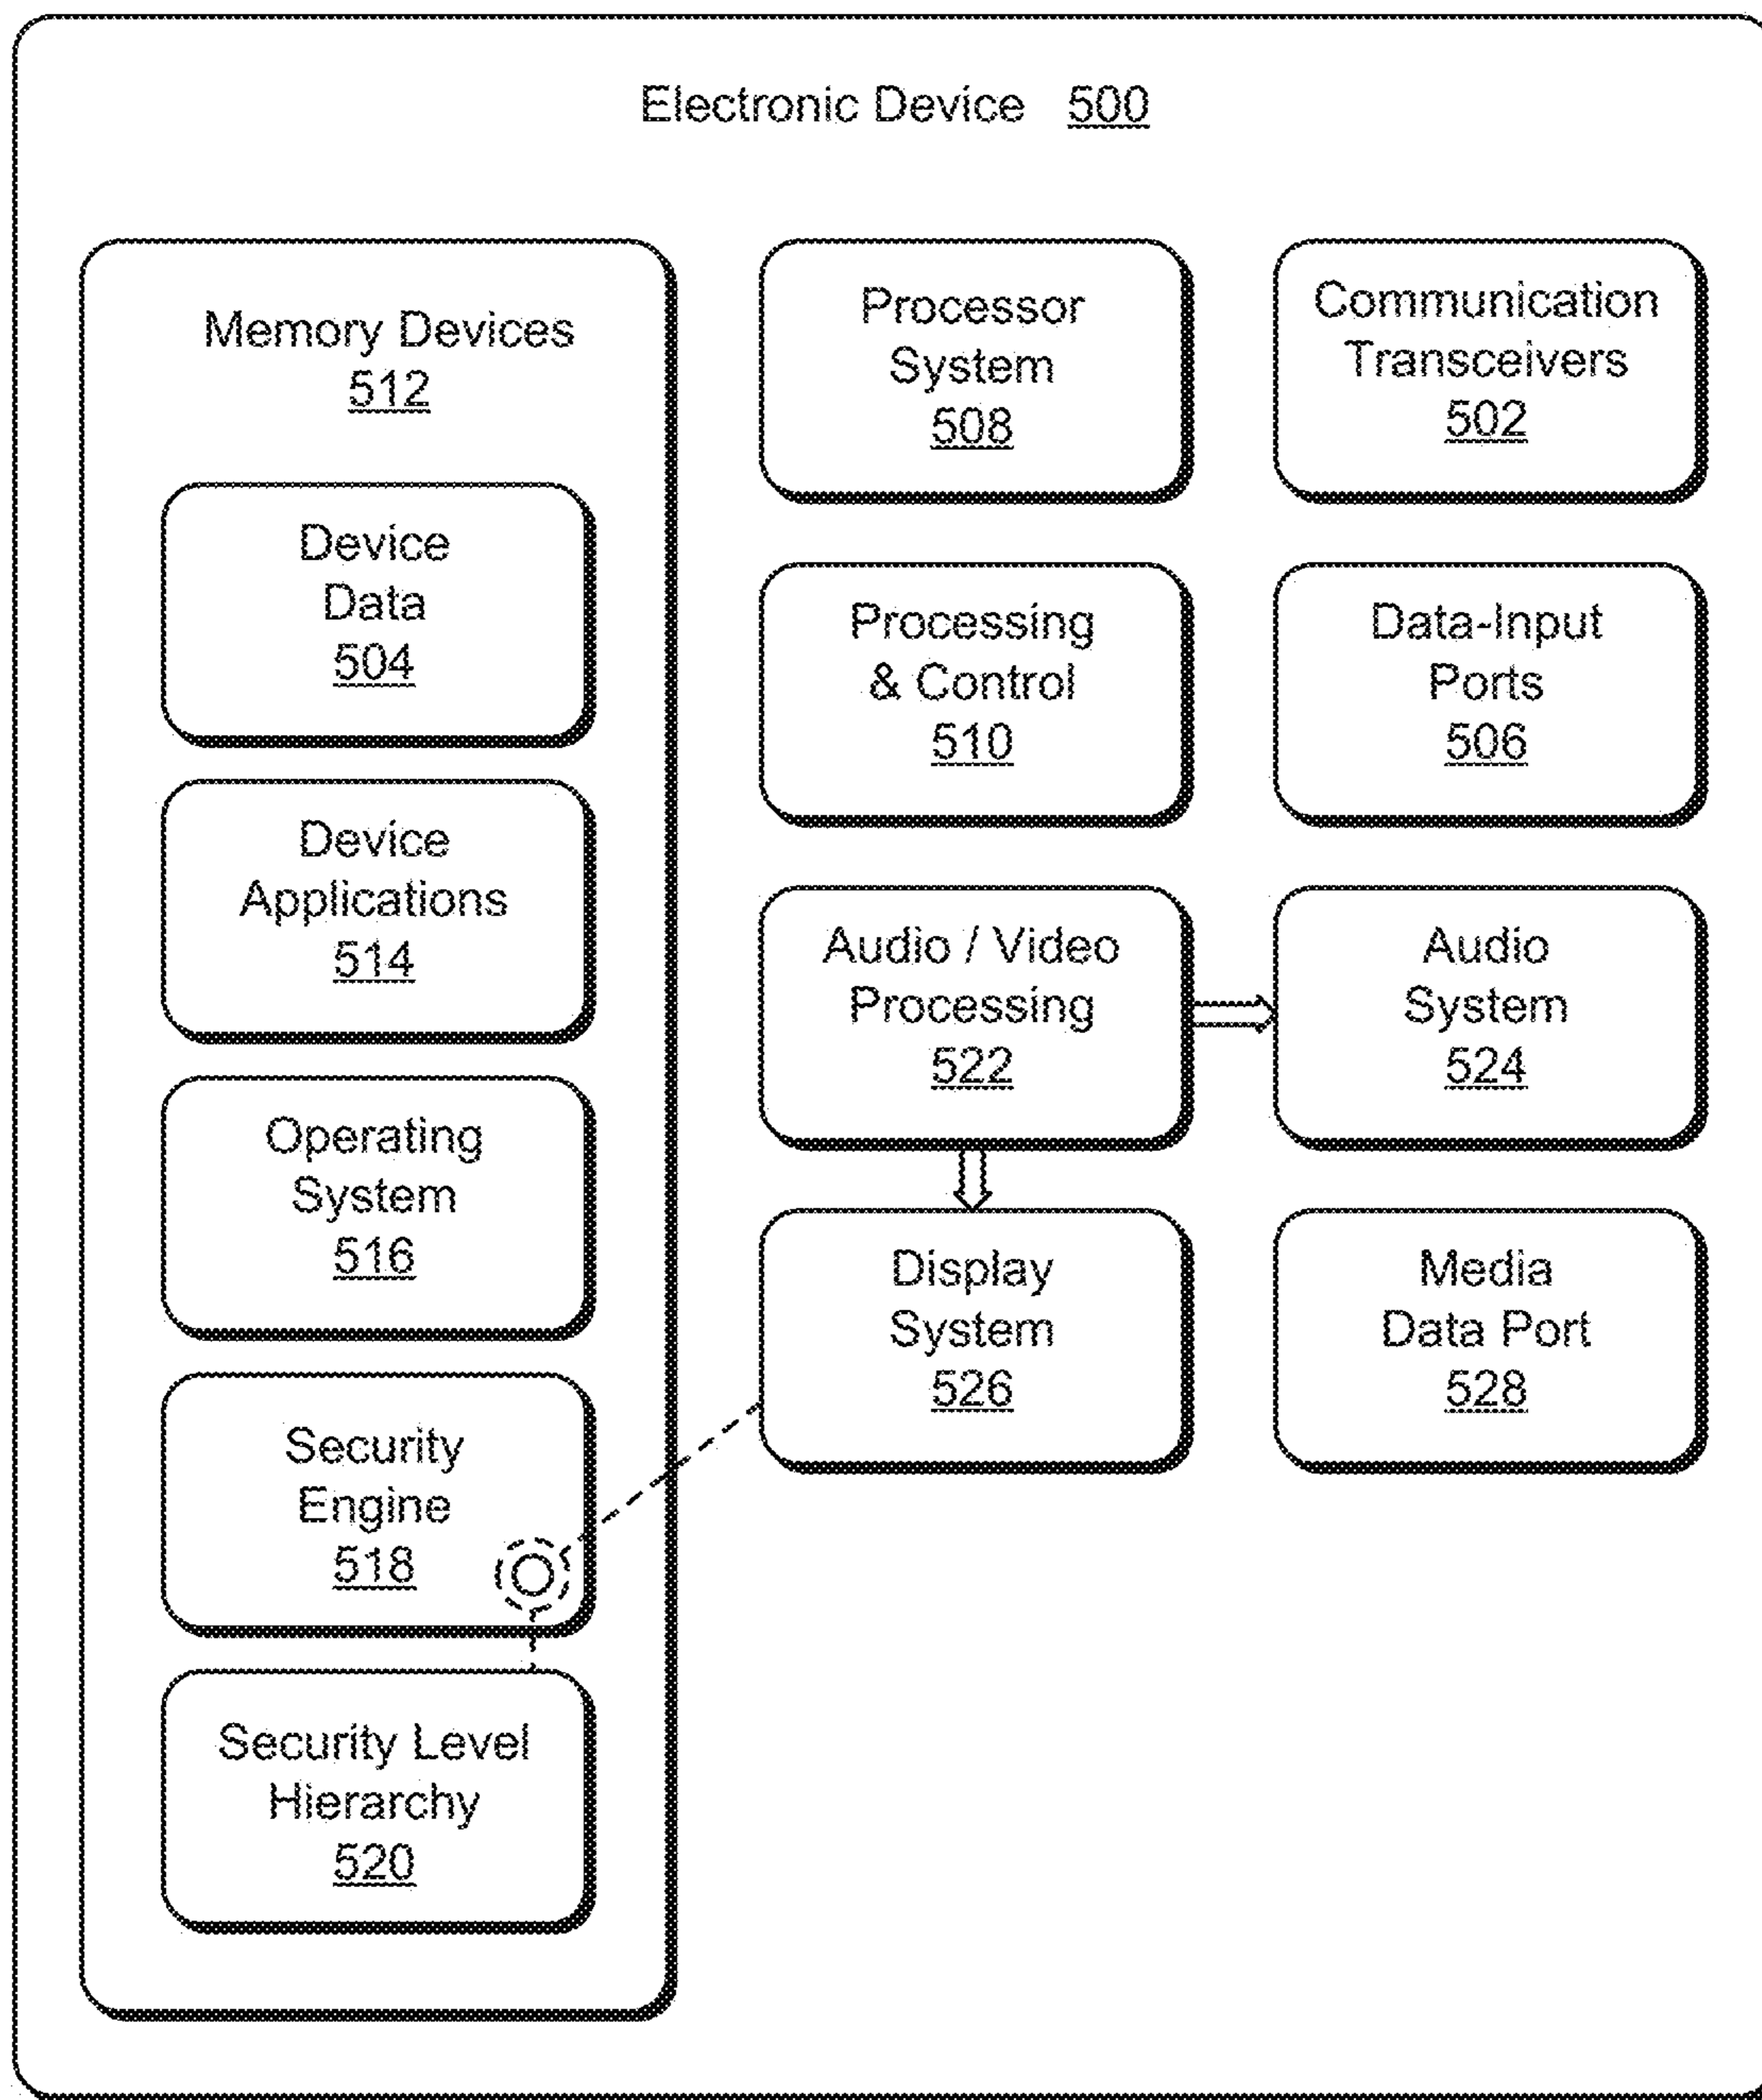 Electronic Device 500
Memory Devices
512
Device
Data
504
Device
Applications
514
Operating
System
516
Security
Engine
518
Security Level
Hierarchy
520
Processor
System
508
Communication
Transceivers
502
Processing
& Control
510
Data-Input
Ports
506
Audio / Video
Processing
522
Audio
System
524
Display
System
526
Media
Data Port
528